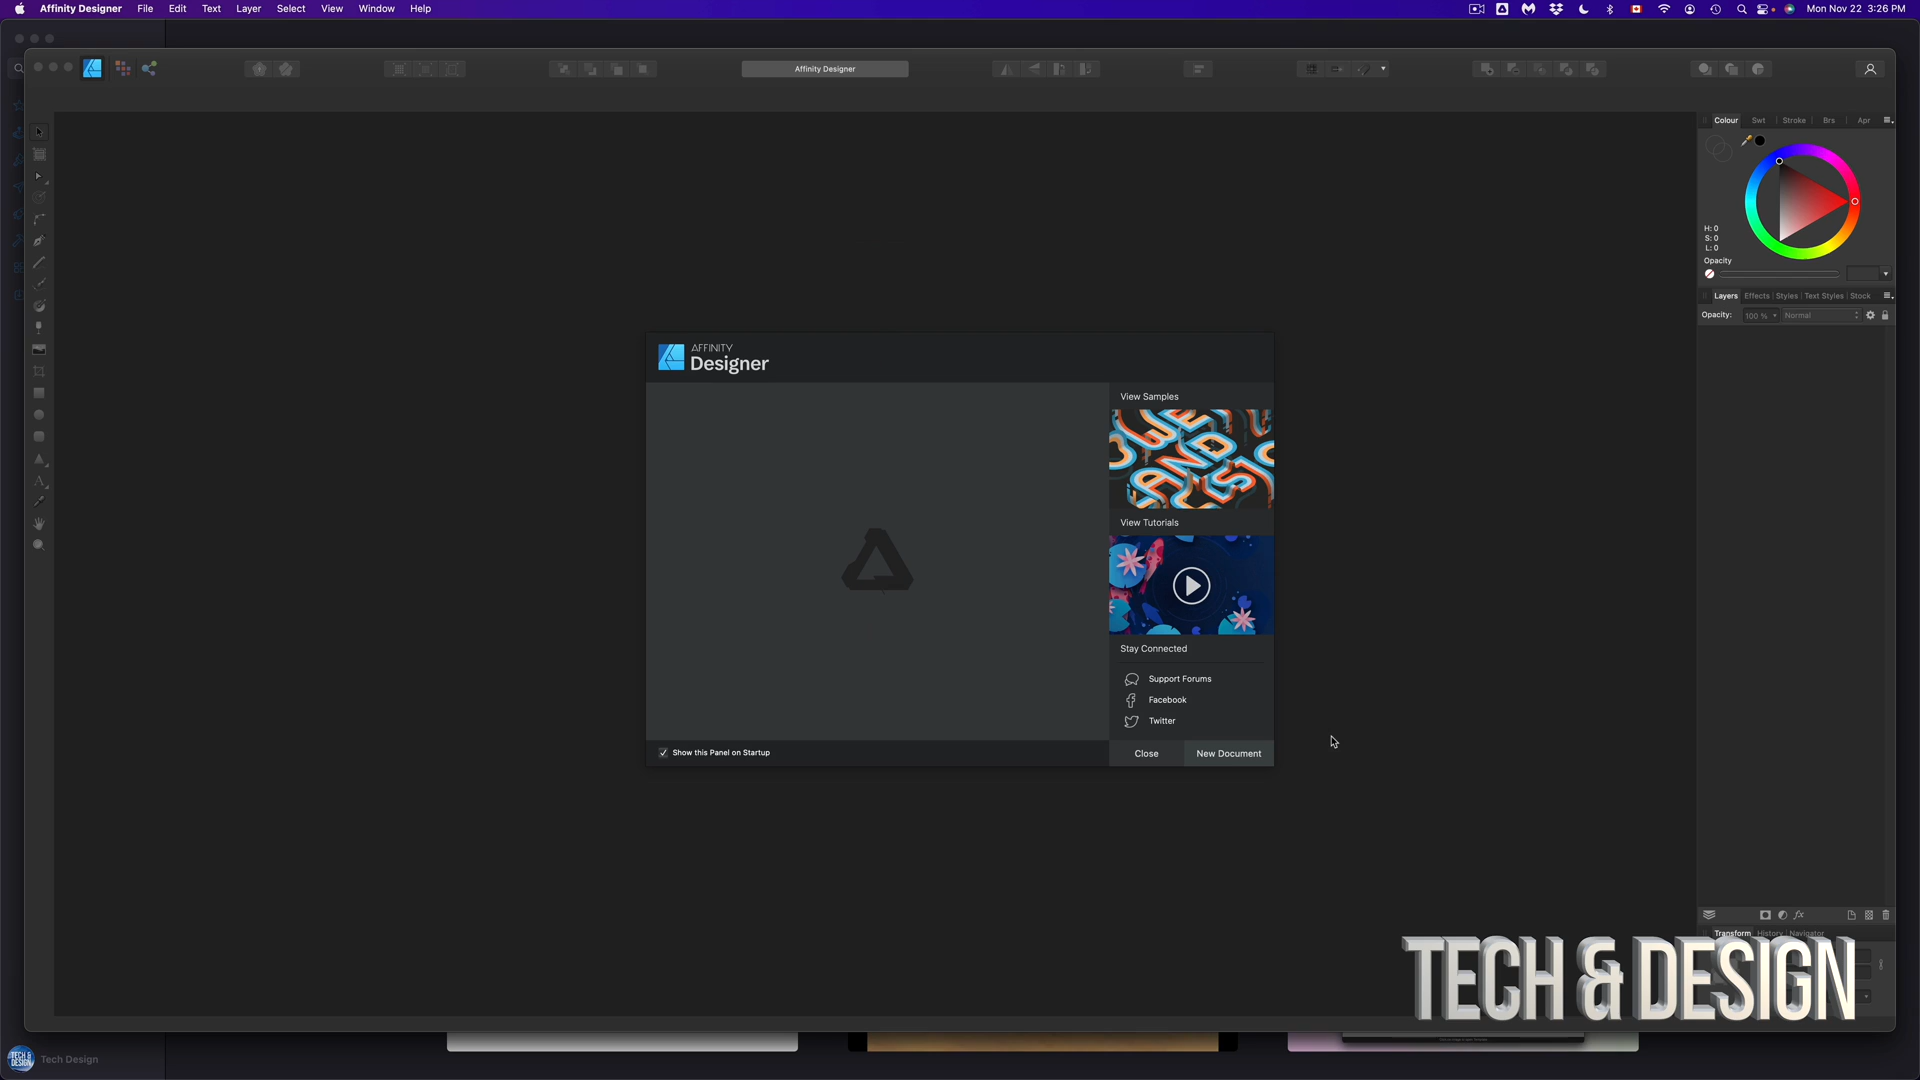 Affinity Designer File Edit Text Layer Select View Window Help
Mon Nov 22 3:26 PM
Affinity Designer
Colour Swt Stroke Brs Apr
H: 0
S: 0
L: 0
Opacity
Layers Effects Styles Text Styles Stock
Opacity: 100 % Normal
AFFINITY
Designer
View Samples
View Tutorials
Stay Connected
Support Forums
Facebook
Twitter
Show this Panel on Startup
Close New Document
Transform History Navigator
TECH & DESIGN
TECH &
DESIGN
Tech Design